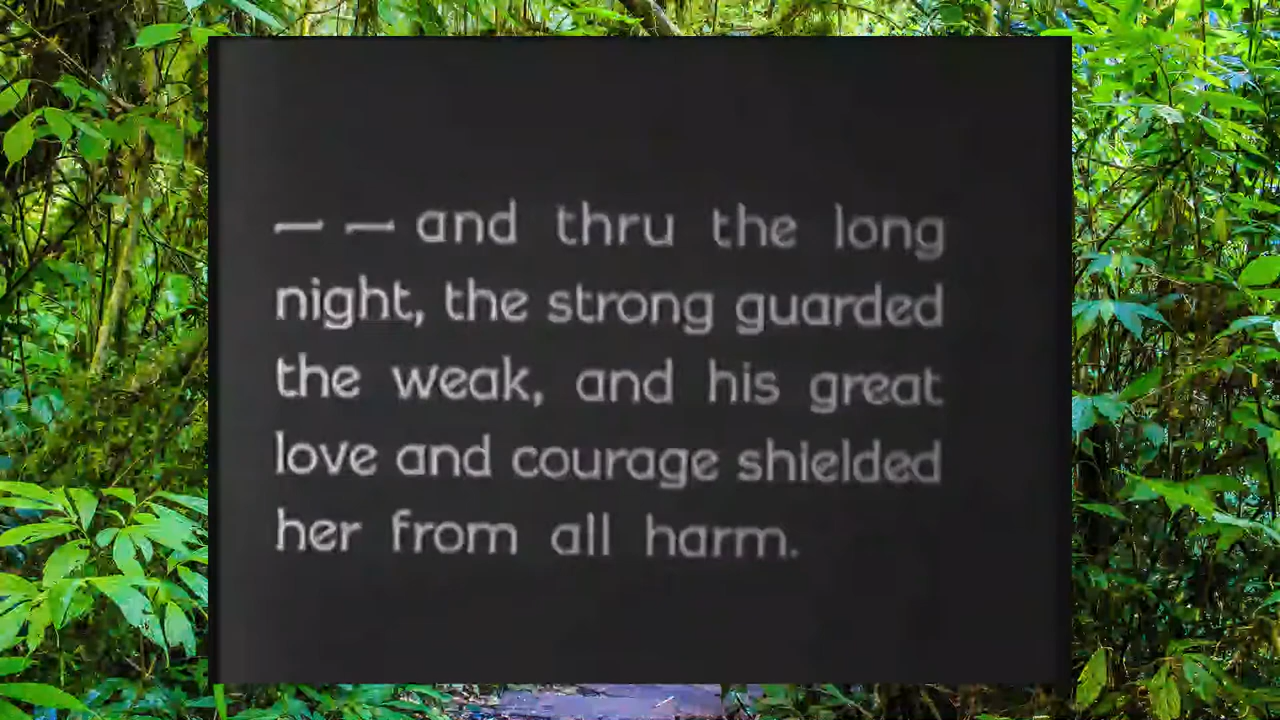 — — and thru the long
night, the strong guarded
the weak, and his great
love and courage shielded
her from all harm.